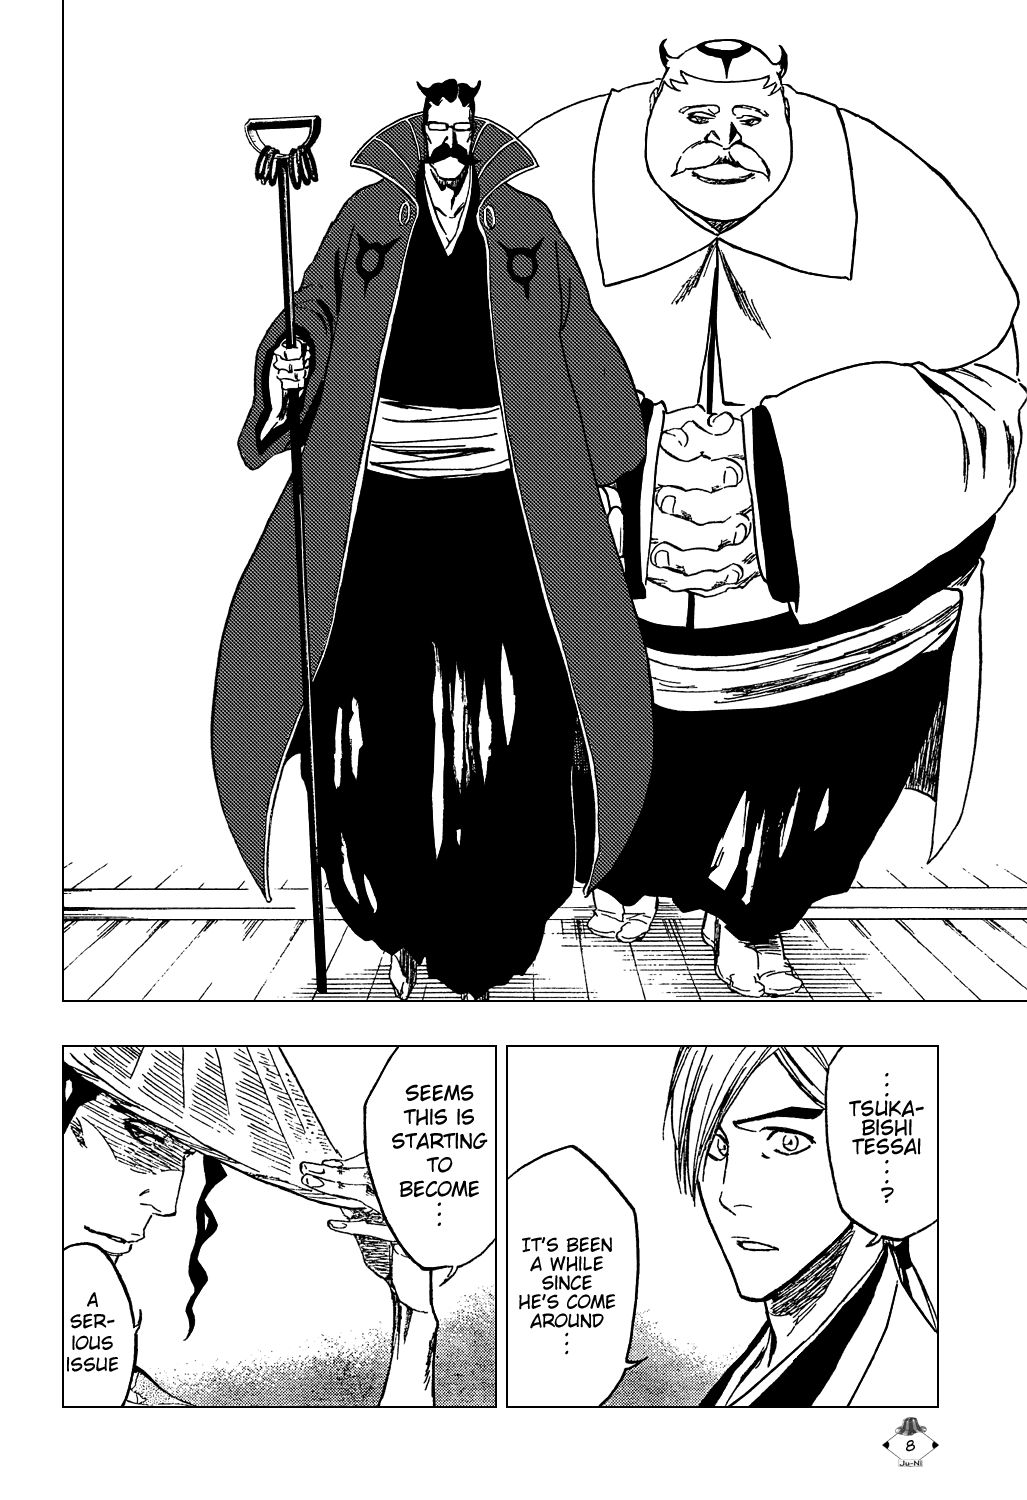 ...
TSUKA-
BISHI
TESSAI
...
?
IT'S BEEN
A WHILE
SINCE
HE'S COME
AROUND
...
SEEMS
THIS IS
STARTING
TO
BECOME
...
A
SER-
IOUS
ISSUE
8
Ju-Ni